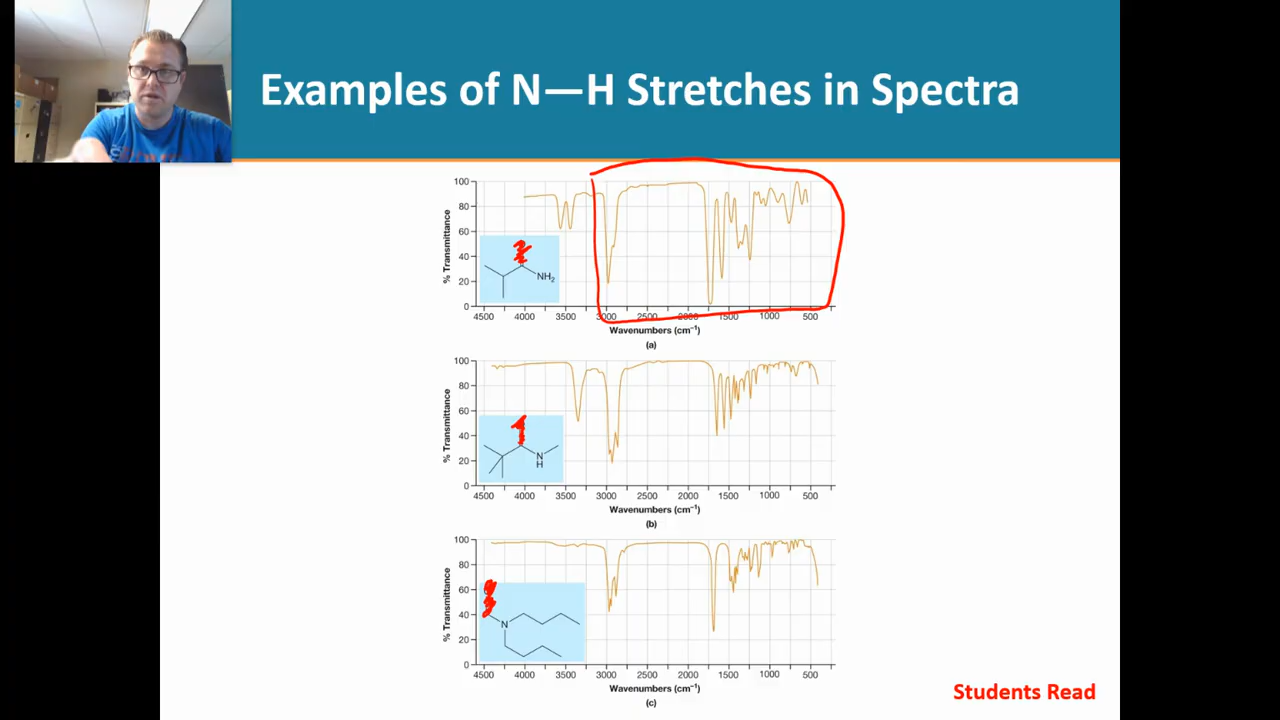 Examples of N—H Stretches in Spectra
100
80
60
40
20
0
% Transmittance
NH2
4500 4000 3500 3000 2500 2000 1500 1000 500
Wavenumbers (cm⁻¹)
(a)
100
80
60
40
20
0
% Transmittance
N
H
4500 4000 3500 3000 2500 2000 1500 1000 500
Wavenumbers (cm⁻¹)
(b)
100
80
60
40
20
0
% Transmittance
N
4500 4000 3500 3000 2500 2000 1500 1000 500
Wavenumbers (cm⁻¹)
(c)
Students Read